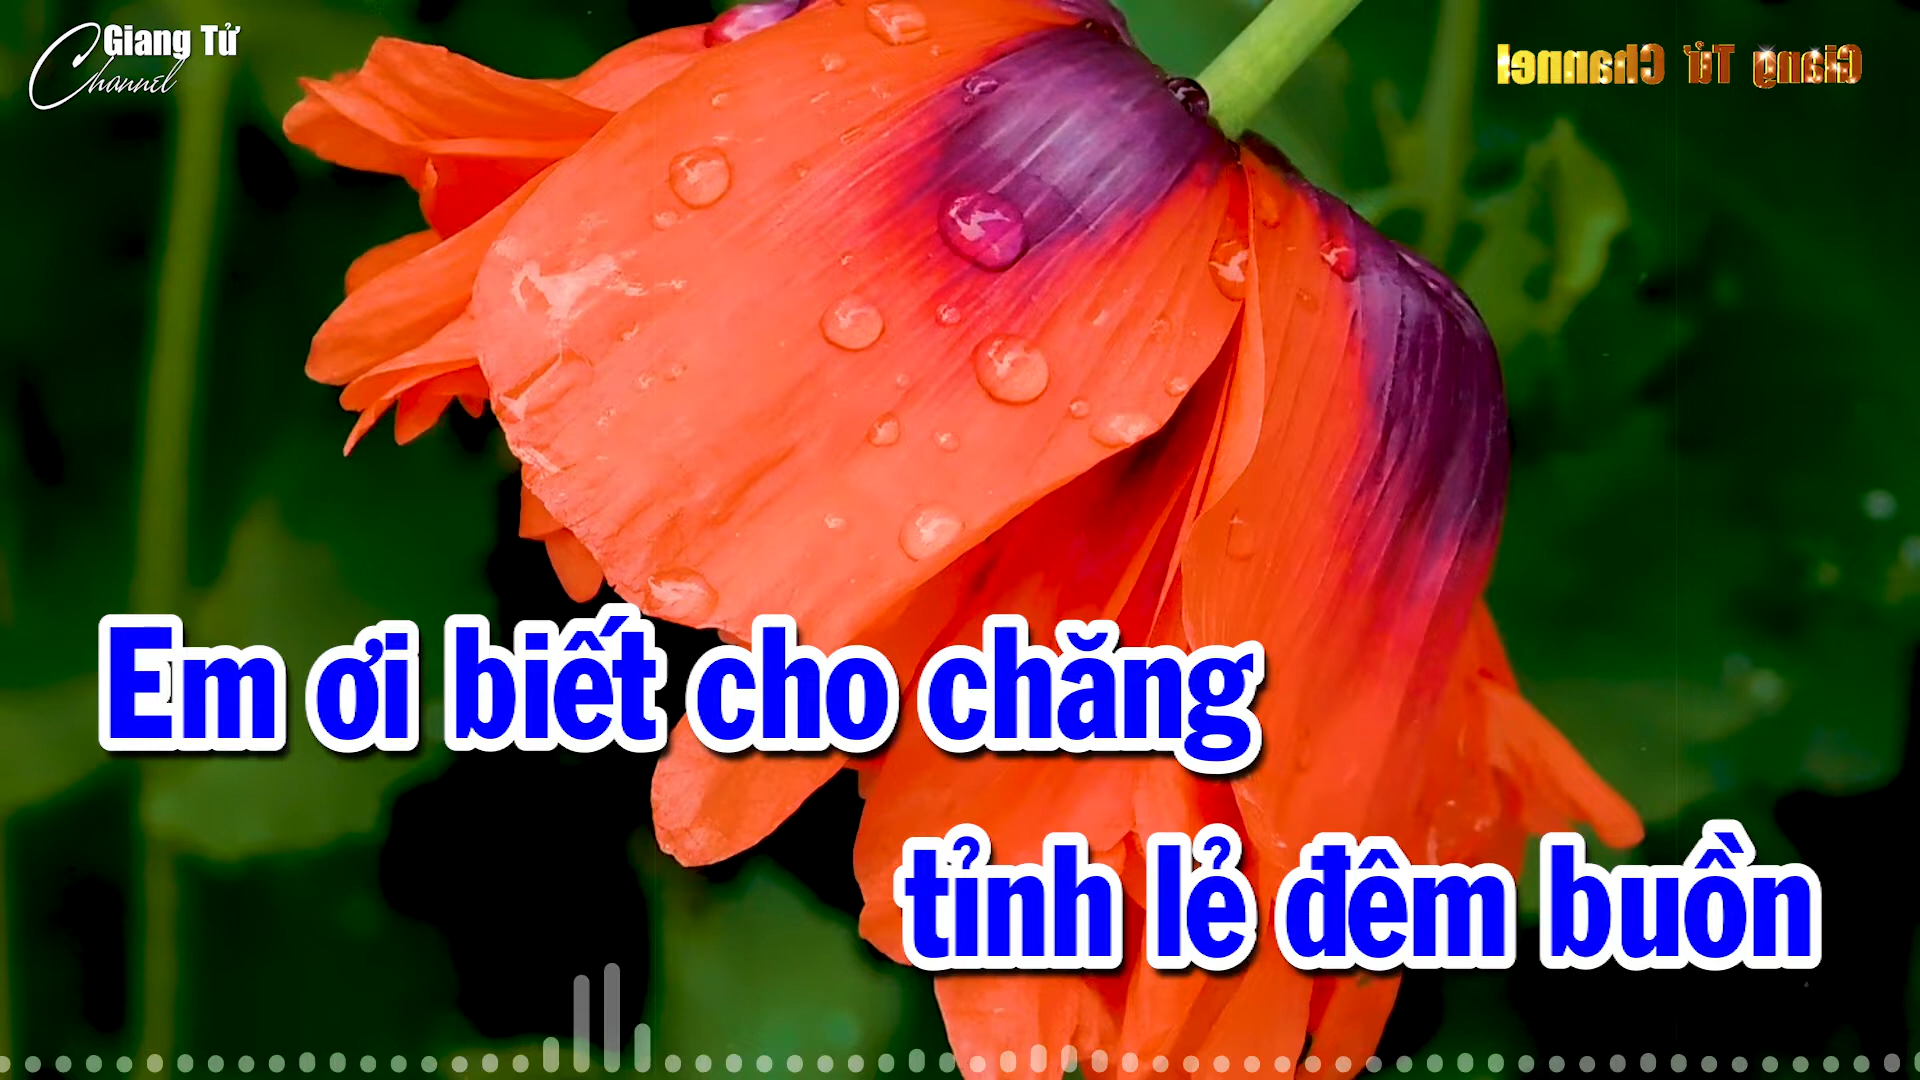 Giang Tử
Channel
Giang Tử Channel
Em ơi biết cho chăng
tỉnh lẻ đêm buồn